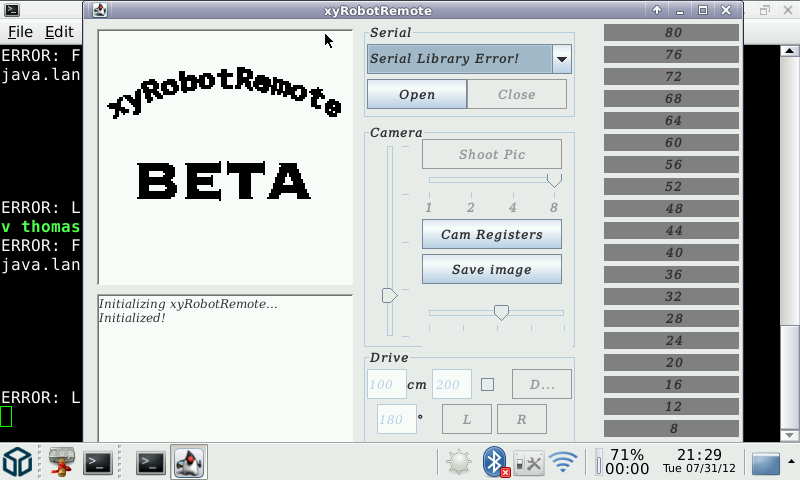 xyRobotRemote
File Edit
ERROR: F
java.lan
ERROR: L
v thomas
ERROR: F
java.lan
ERROR: L
xyRobotRemote
BETA
Initializing xyRobotRemote...
Initialized!
Serial
Serial Library Error!
Open Close
Camera
Shoot Pic
1 2 4 8
Cam Registers
Save image
Drive
100 cm 200 D...
180 ° L R
80
76
72
68
64
60
56
52
48
44
40
36
32
28
24
20
16
12
8
71%
00:00
21:29
Tue 07/31/12